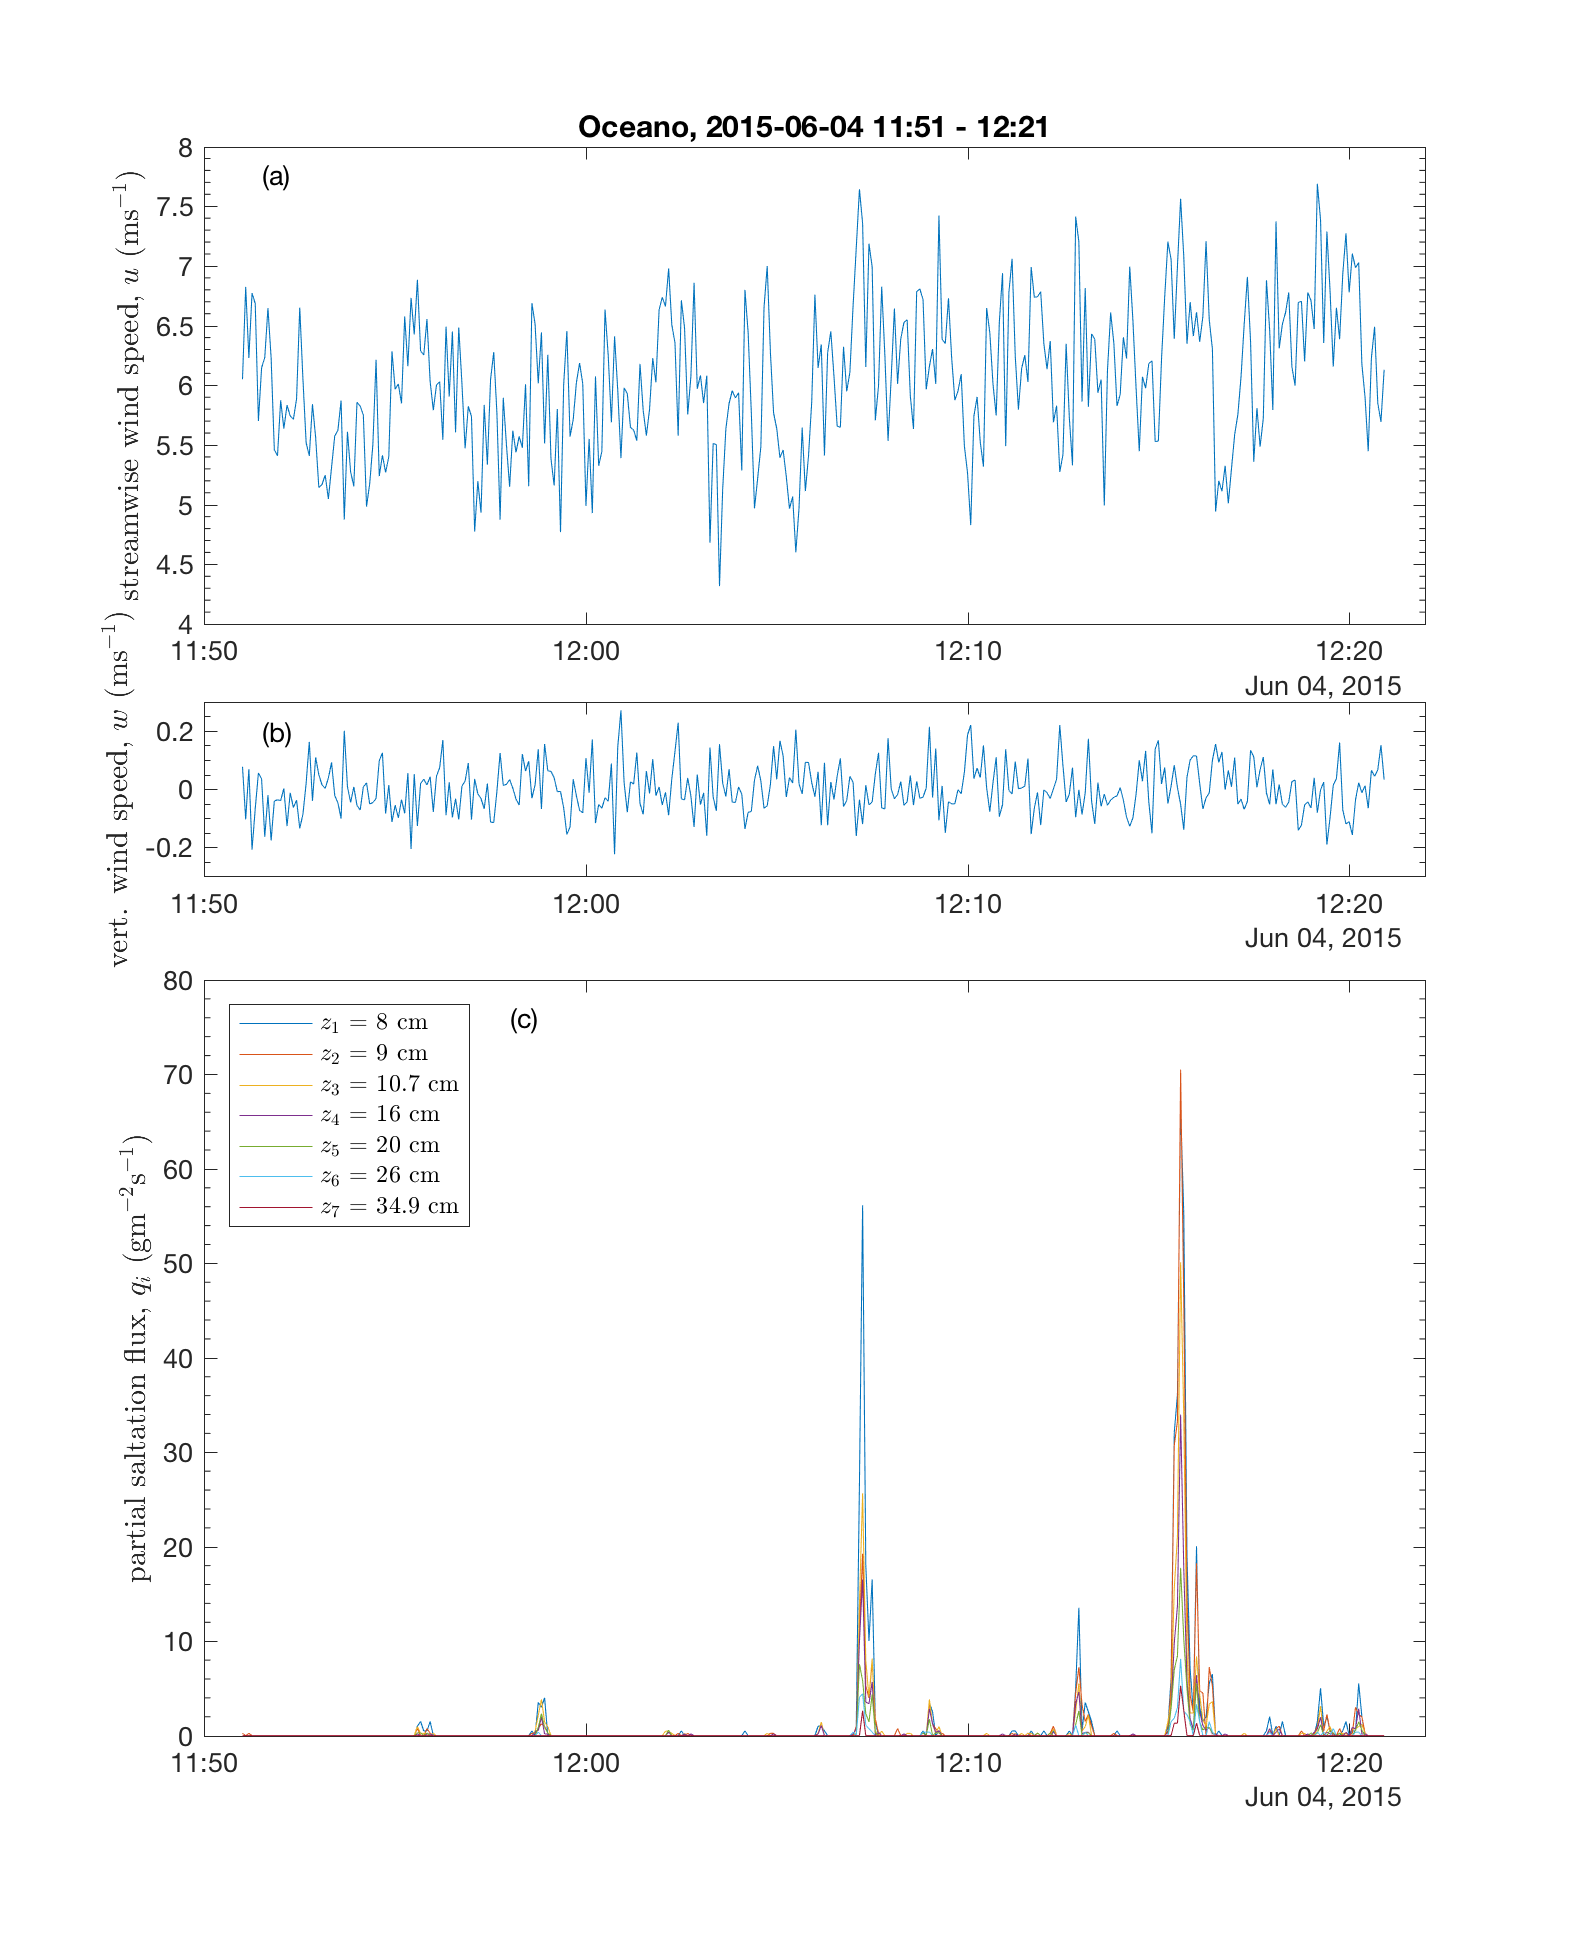 Oceano, 2015-06-04 11:51 - 12:21
(a)
streamwise wind speed, u (ms⁻¹)
8
7.5
7
6.5
6
5.5
5
4.5
4
11:50 12:00 12:10 12:20
Jun 04, 2015
(b)
vert. wind speed, w (ms⁻¹)
0.2
0
-0.2
11:50 12:00 12:10 12:20
Jun 04, 2015
(c)
partial saltation flux, qᵢ (gm⁻²s⁻¹)
80
70
60
50
40
30
20
10
0
z₁ = 8 cm
z₂ = 9 cm
z₃ = 10.7 cm
z₄ = 16 cm
z₅ = 20 cm
z₆ = 26 cm
z₇ = 34.9 cm
11:50 12:00 12:10 12:20
Jun 04, 2015